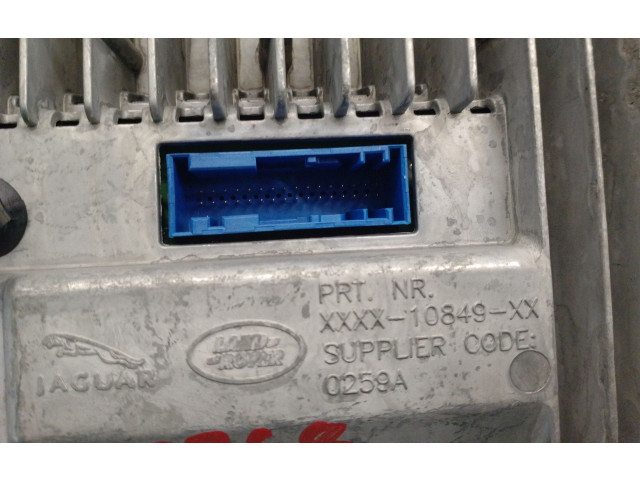 PRT. NR.
XXXX-10849-XX
SUPPLIER CODE:
0259A
JAGUAR
LAND-
-ROVER